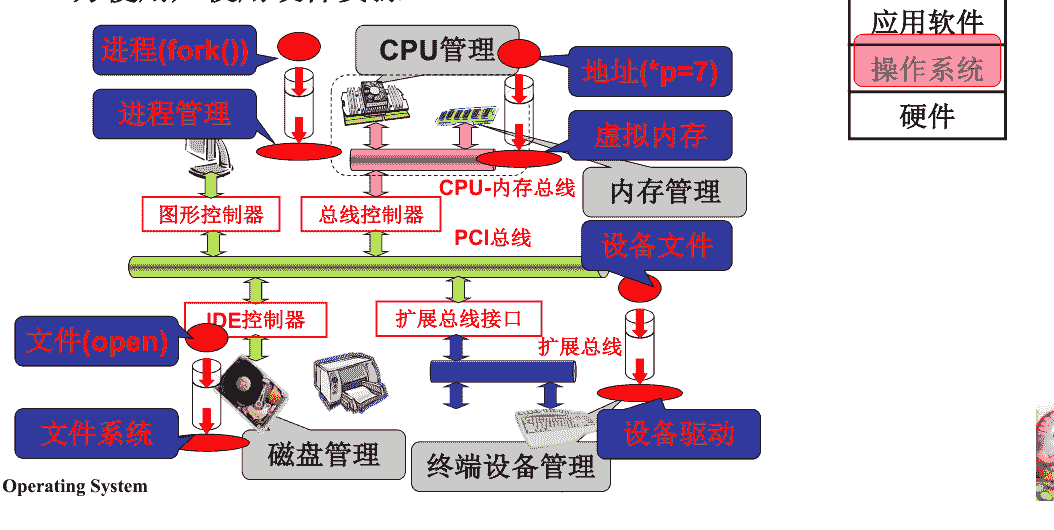 应用软件
操作系统
硬件
进程(fork())
CPU管理
地址(*p=7)
进程管理
虚拟内存
CPU-内存总线
内存管理
图形控制器
总线控制器
PCI总线
设备文件
IDE控制器
扩展总线接口
文件(open)
扩展总线
文件系统
设备驱动
磁盘管理
终端设备管理
Operating System